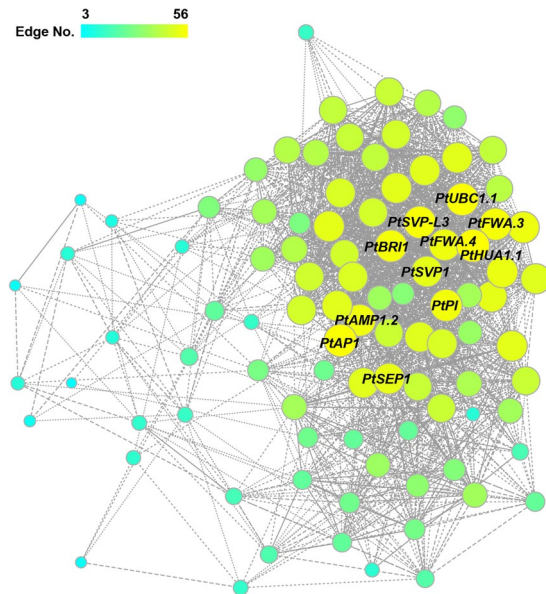 3 56
Edge No.
PtUBC1.1
PtSVP-L3
PtFWA.3
PtFWA.4
PtBRI1
PtHUA1.1
PtSVP1
PtPI
PtAMP1.2
PtAP1
PtSEP1